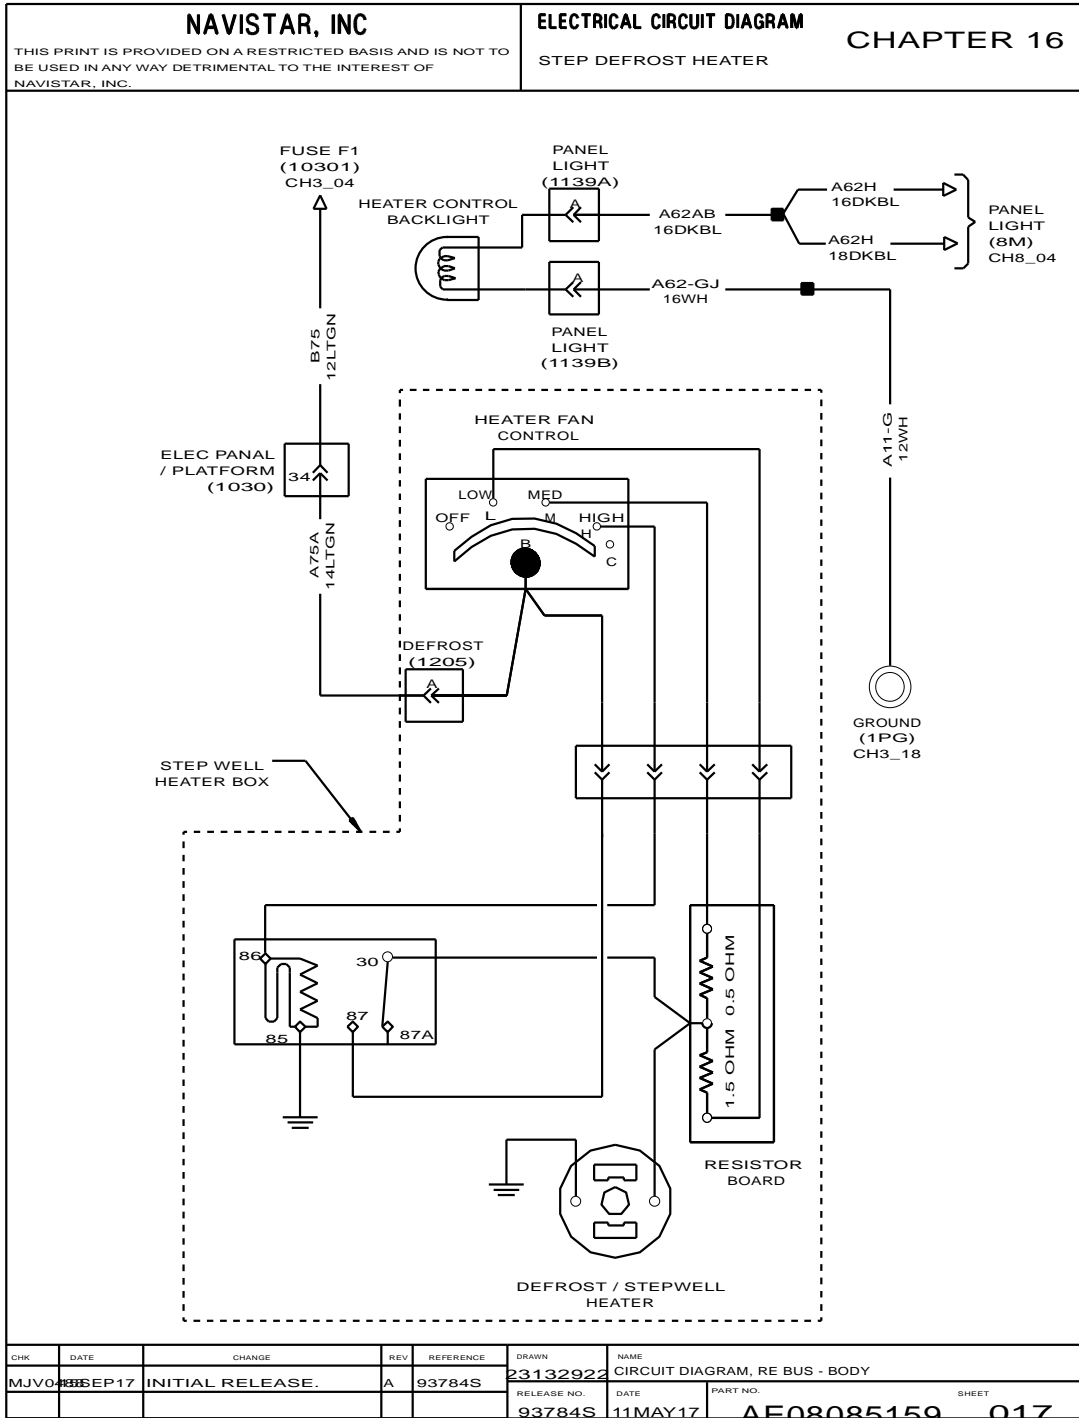 NAVISTAR, INC
THIS PRINT IS PROVIDED ON A RESTRICTED BASIS AND IS NOT TO
BE USED IN ANY WAY DETRIMENTAL TO THE INTEREST OF
NAVISTAR, INC.
ELECTRICAL CIRCUIT DIAGRAM
STEP DEFROST HEATER
CHAPTER 16
FUSE F1
(10301)
CH3_04
HEATER CONTROL
BACKLIGHT
PANEL
LIGHT
(1139A)
A
A62AB
16DKBL
A62H
16DKBL
A62H
18DKBL
PANEL
LIGHT
(8M)
CH8_04
A
A62-GJ
16WH
PANEL
LIGHT
(1139B)
B75
12LTGN
A11-G
12WH
ELEC PANAL
/ PLATFORM
(1030)
34
A75A
14LTGN
HEATER FAN
CONTROL
LOW
MED
OFF
L
M
HIGH
H
B
C
DEFROST
(1205)
A
GROUND
(1PG)
CH3_18
STEP WELL
HEATER BOX
86
30
87
85
87A
0.5 OHM
1.5 OHM
RESISTOR
BOARD
DEFROST / STEPWELL
HEATER
CHK
DATE
CHANGE
REV
REFERENCE
DRAWN
NAME
MJV04
SEP17
INITIAL RELEASE.
A
93784S
23132922
CIRCUIT DIAGRAM, RE BUS - BODY
RELEASE NO.
DATE
PART NO.
SHEET
93784S
11MAY17
AE08085159
017